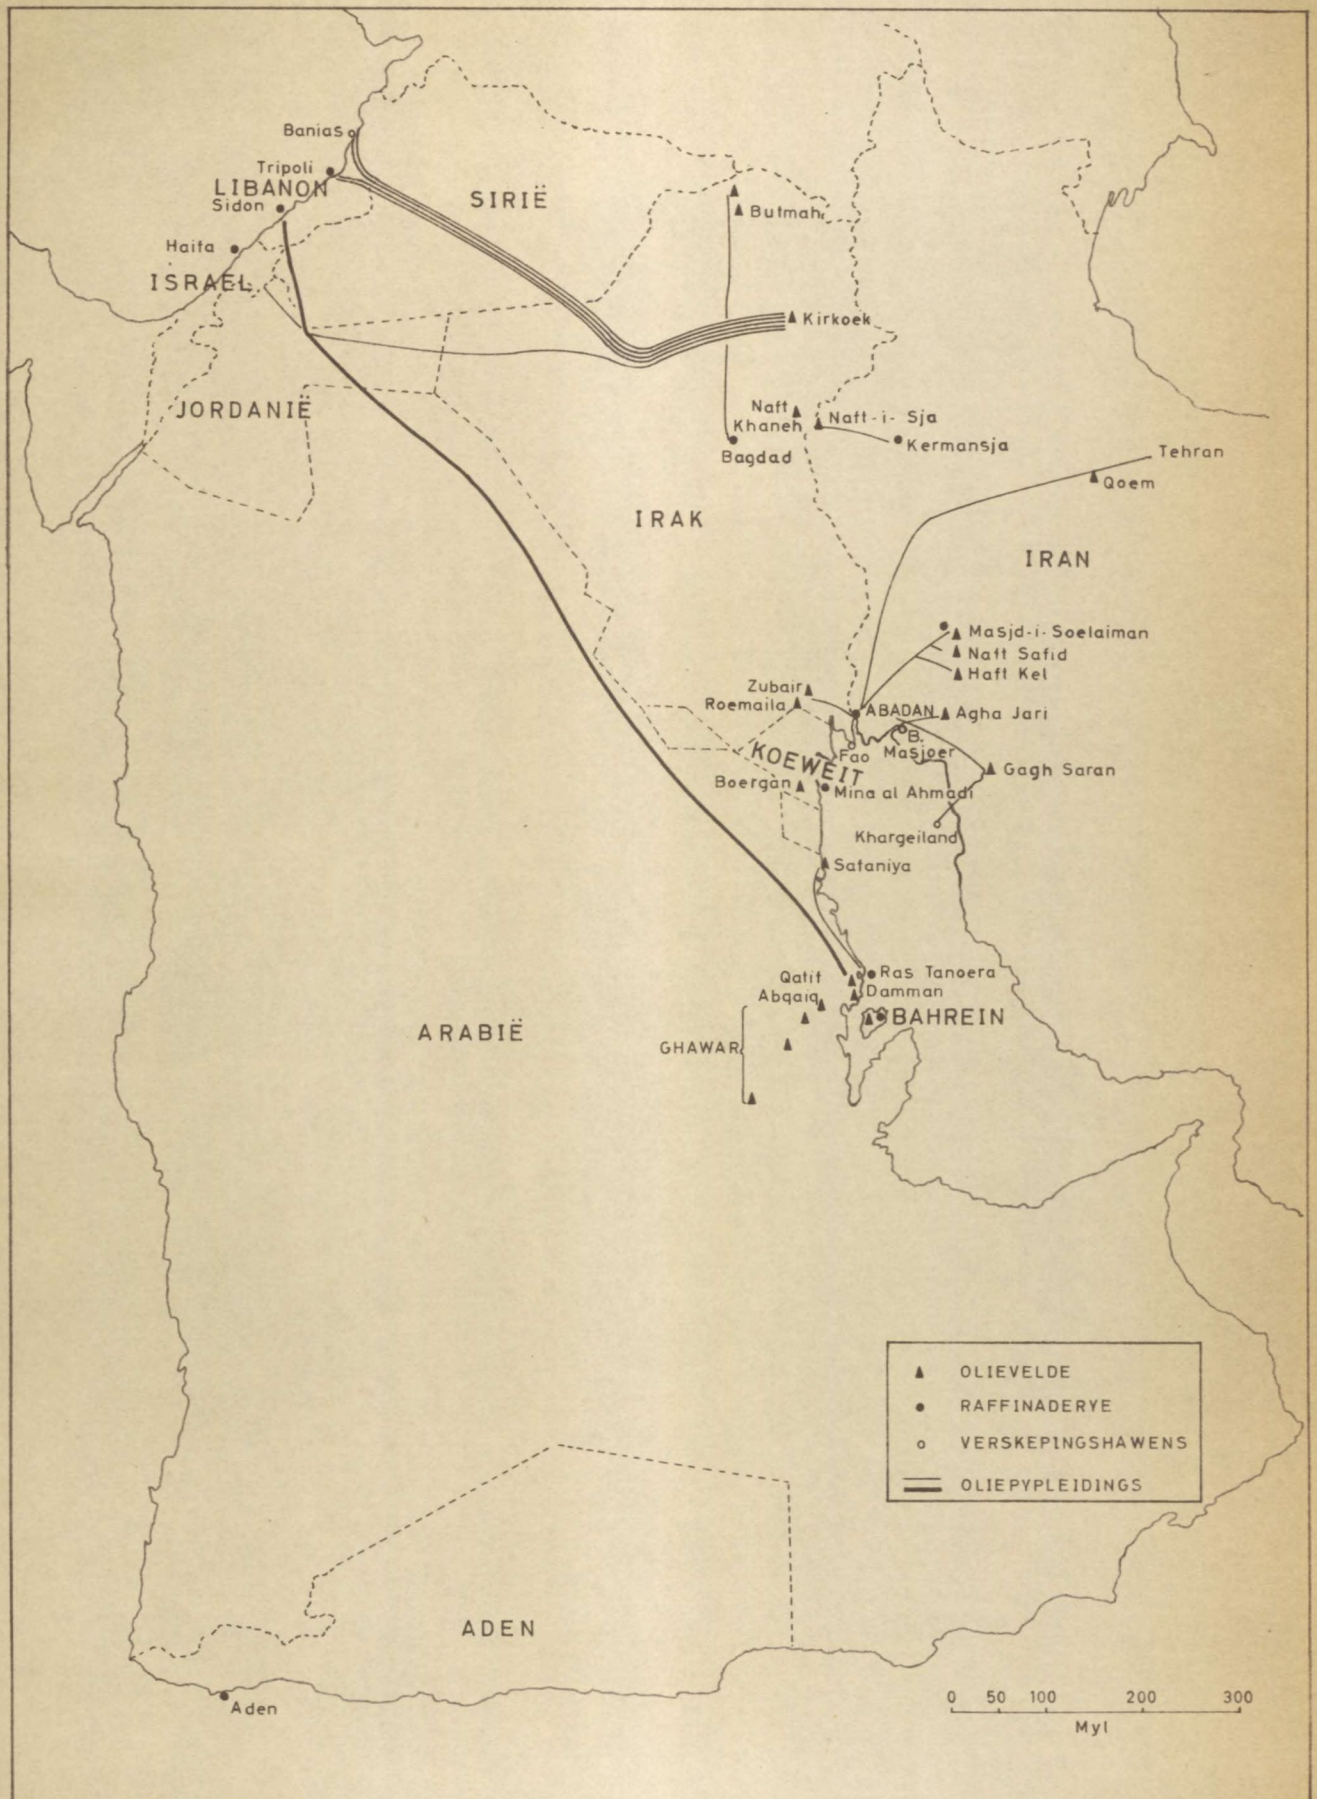 Banias
Tripoli
LIBANON
Sidon
SIRIË
Butmah
Haifa
ISRAEL
Kirkoek
JORDANIË
Naft
Khaneh
Naft-i-Sja
Kermansja
Bagdad
Tehran
Qoem
IRAK
IRAN
Masjd-i-Soelaiman
Naft Safid
Haft Kel
Zubair
Roemaila
ABADAN
Agha Jari
B.
Masjoer
Fao
KOEWEIT
Gagh Saran
Boergan
Mina al Ahmadi
Khargeiland
Safaniya
Qatif
Ras Tanoera
Abqaiq
Damman
BAHREIN
ARABIË
GHAWAR
OLIEVELDE
RAFFINADERYE
VERSKEPINGSHAWENS
OLIEPYPLEIDINGS
ADEN
Aden
0 50 100 200 300
Myl